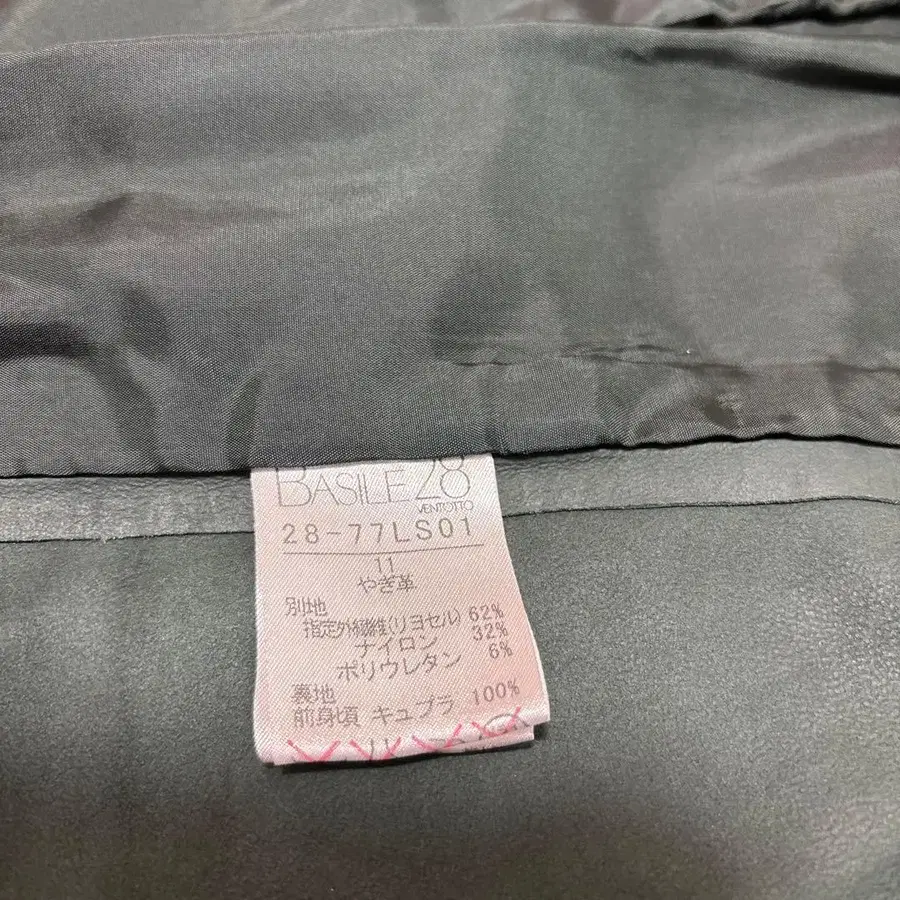 BASILE28
VENTOTTO
28-77LS01
11
やぎ革
別地
指定外繊維(リヨセル) 62%
ナイロン 32%
ポリウレタン 6%
裏地
前身頃 キュプラ 100%